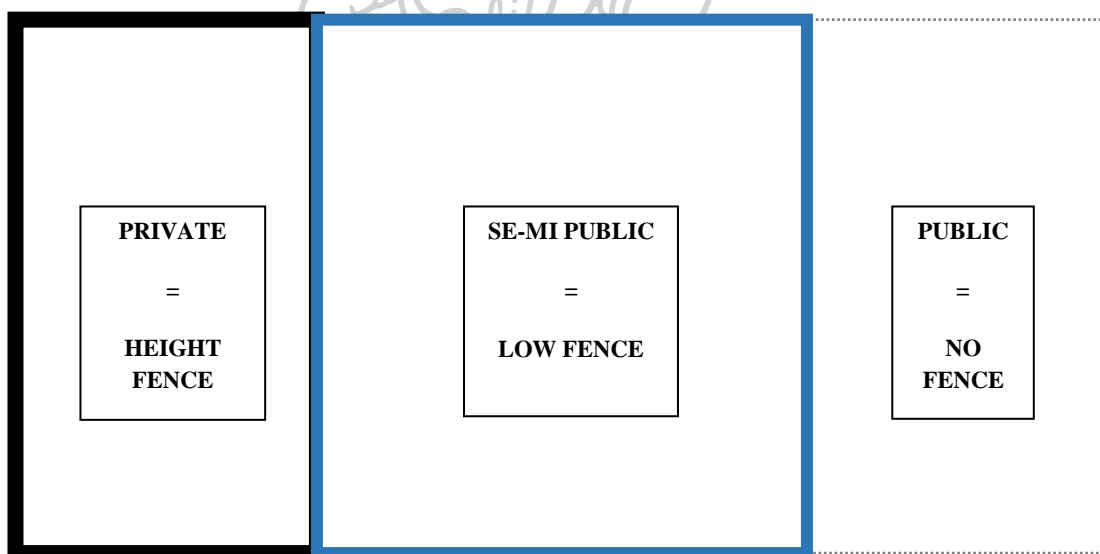 PRIVATE
=
HEIGHT
FENCE
SE-MI PUBLIC
=
LOW FENCE
PUBLIC
=
NO
FENCE